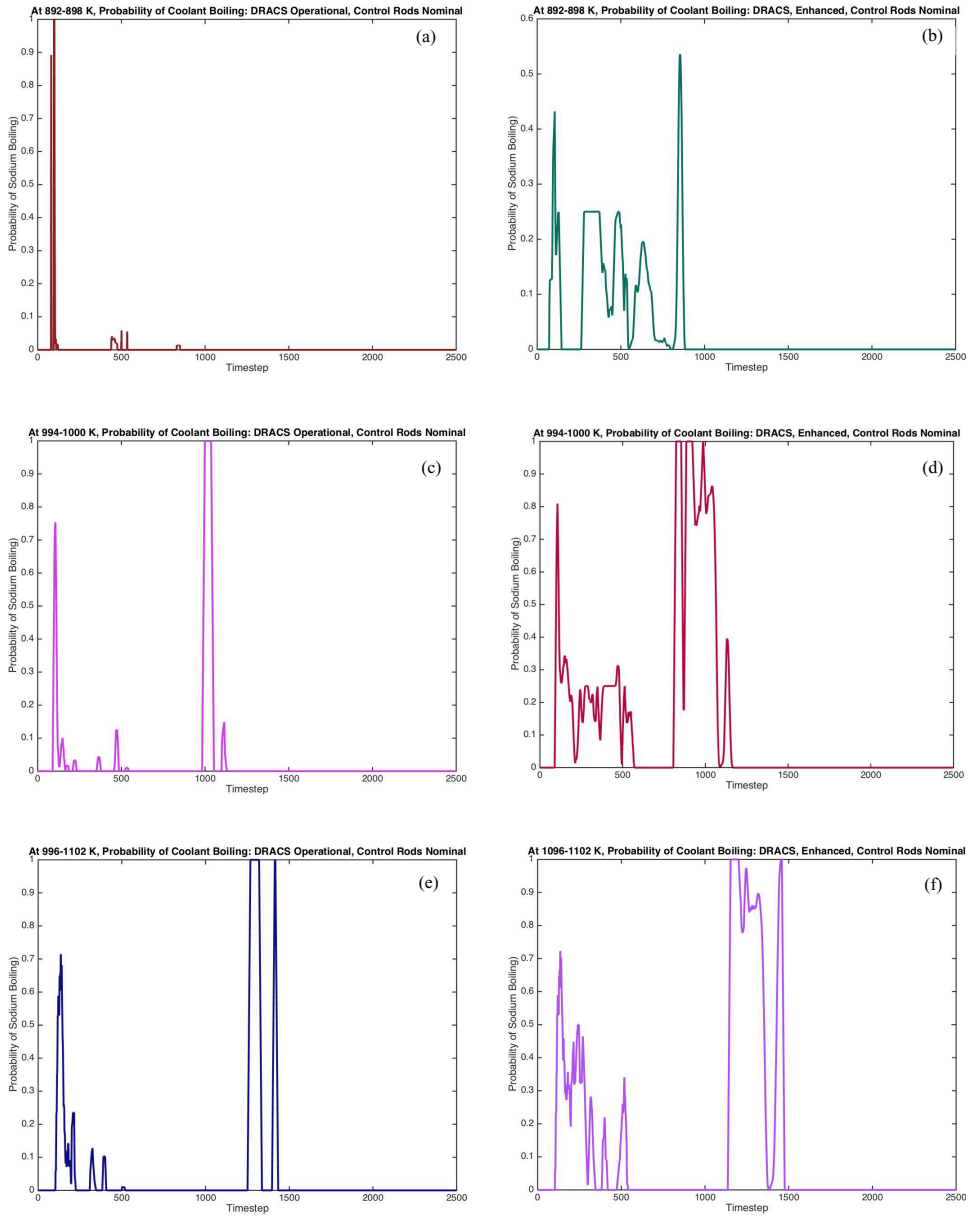 At 892-898 K, Probability of Coolant Boiling: DRACS Operational, Control Rods Nominal
(a)
Probability of Sodium Boiling)
1
0.9
0.8
0.7
0.6
0.5
0.4
0.3
0.2
0.1
0
0 500 1000 1500 2000 2500
Timestep
At 892-898 K, Probability of Coolant Boiling: DRACS, Enhanced, Control Rods Nominal
(b)
Probability of Sodium Boiling)
0.6
0.5
0.4
0.3
0.2
0.1
0
0 500 1000 1500 2000 2500
Timestep
At 994-1000 K, Probability of Coolant Boiling: DRACS Operational, Control Rods Nominal
(c)
Probability of Sodium Boiling)
1
0.9
0.8
0.7
0.6
0.5
0.4
0.3
0.2
0.1
0
0 500 1000 1500 2000 2500
Timestep
At 994-1000 K, Probability of Coolant Boiling: DRACS, Enhanced, Control Rods Nominal
(d)
Probability of Sodium Boiling)
1
0.9
0.8
0.7
0.6
0.5
0.4
0.3
0.2
0.1
0
0 500 1000 1500 2000 2500
Timestep
At 996-1102 K, Probability of Coolant Boiling: DRACS Operational, Control Rods Nominal
(e)
Probability of Sodium Boiling)
1
0.9
0.8
0.7
0.6
0.5
0.4
0.3
0.2
0.1
0
0 500 1000 1500 2000 2500
Timestep
At 1096-1102 K, Probability of Coolant Boiling: DRACS, Enhanced, Control Rods Nominal
(f)
Probability of Sodium Boiling)
1
0.9
0.8
0.7
0.6
0.5
0.4
0.3
0.2
0.1
0
0 500 1000 1500 2000 2500
Timestep